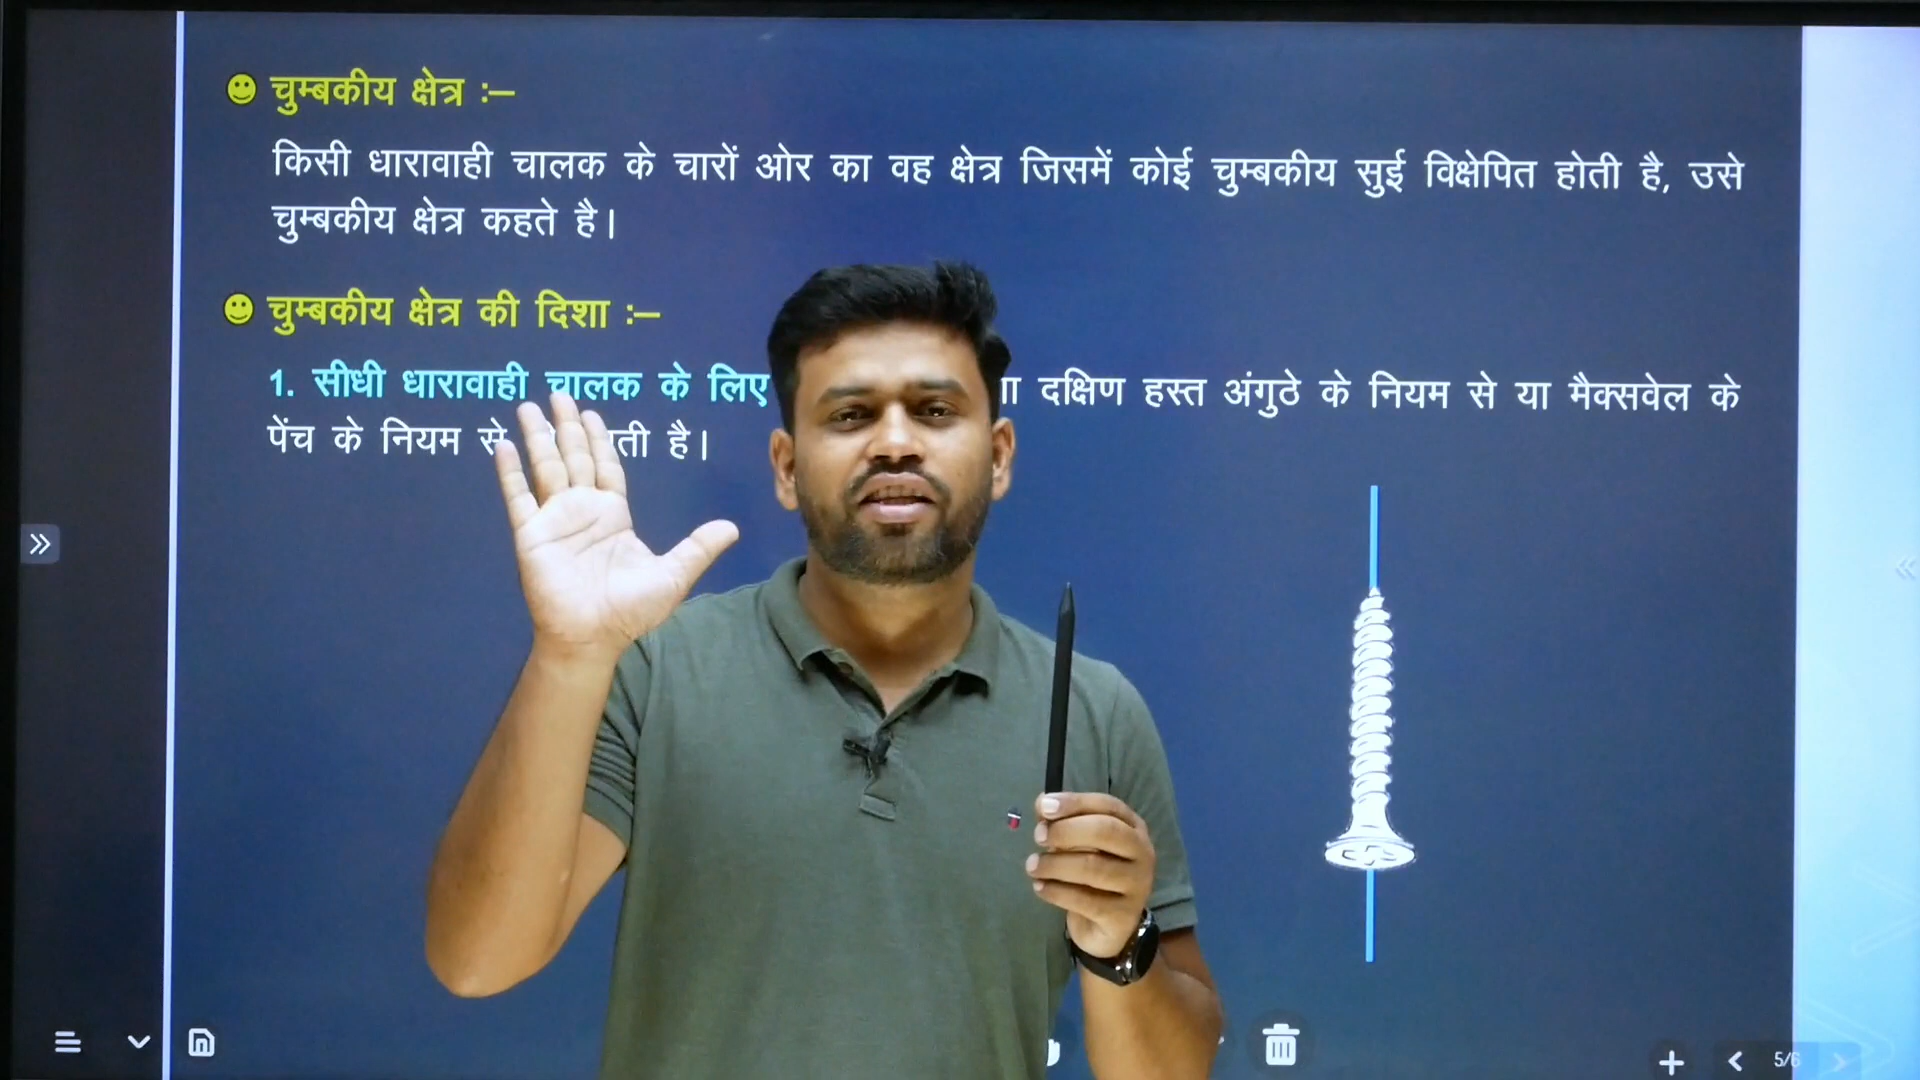 चुम्बकीय क्षेत्र :–
किसी धारावाही चालक के चारों ओर का वह क्षेत्र जिसमें कोई चुम्बकीय सुई विक्षेपित होती है, उसे
चुम्बकीय क्षेत्र कहते है।
चुम्बकीय क्षेत्र की दिशा :–
1. सीधी धारावाही चालक के लिए दक्षिण हस्त अंगुठे के नियम से या मैक्सवेल के
पेंच के नियम से है।
5/6